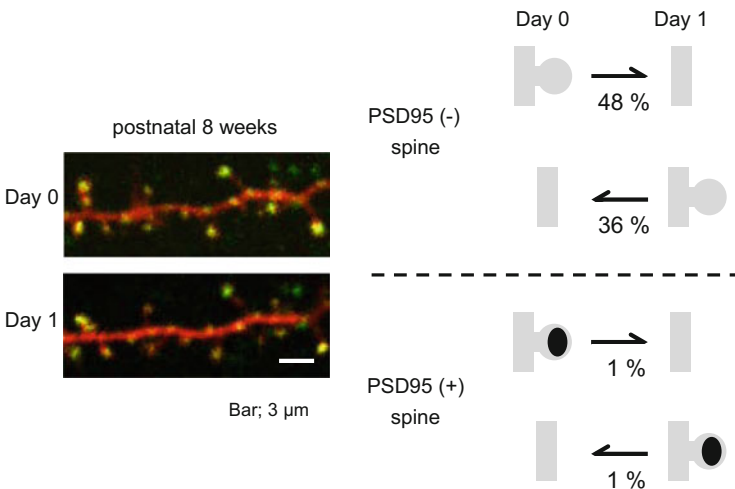 postnatal 8 weeks
Day 0
Day 1
Bar; 3 µm
Day 0 Day 1
PSD95 (-)
spine
48 %
36 %
PSD95 (+)
spine
1 %
1 %